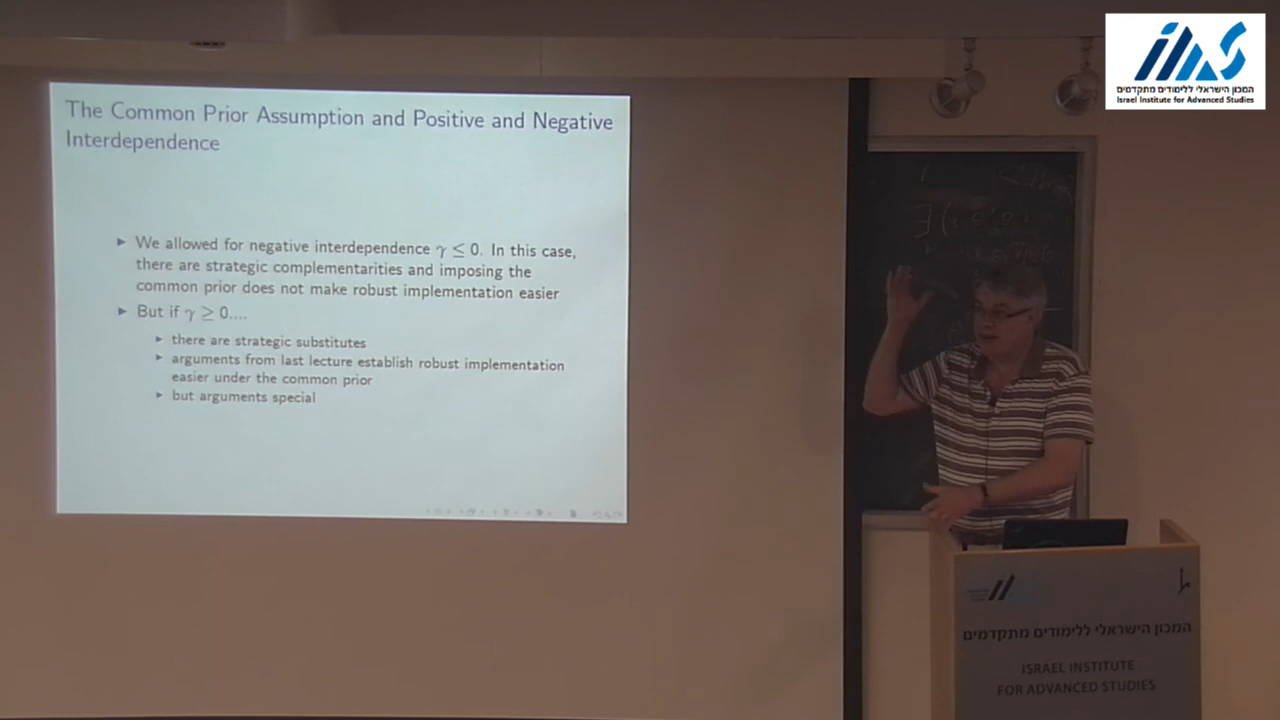 The Common Prior Assumption and Positive and Negative
Interdependence
▶ We allowed for negative interdependence γ ≤ 0. In this case,
there are strategic complementarities and imposing the
common prior does not make robust implementation easier
▶ But if γ ≥ 0....
▶ there are strategic substitutes
▶ arguments from last lecture establish robust implementation
easier under the common prior
▶ but arguments special
המכון הישראלי ללימודים מתקדמים
Israel Institute for Advanced Studies
המכון הישראלי ללימודים מתקדמים
ISRAEL INSTITUTE
FOR ADVANCED STUDIES